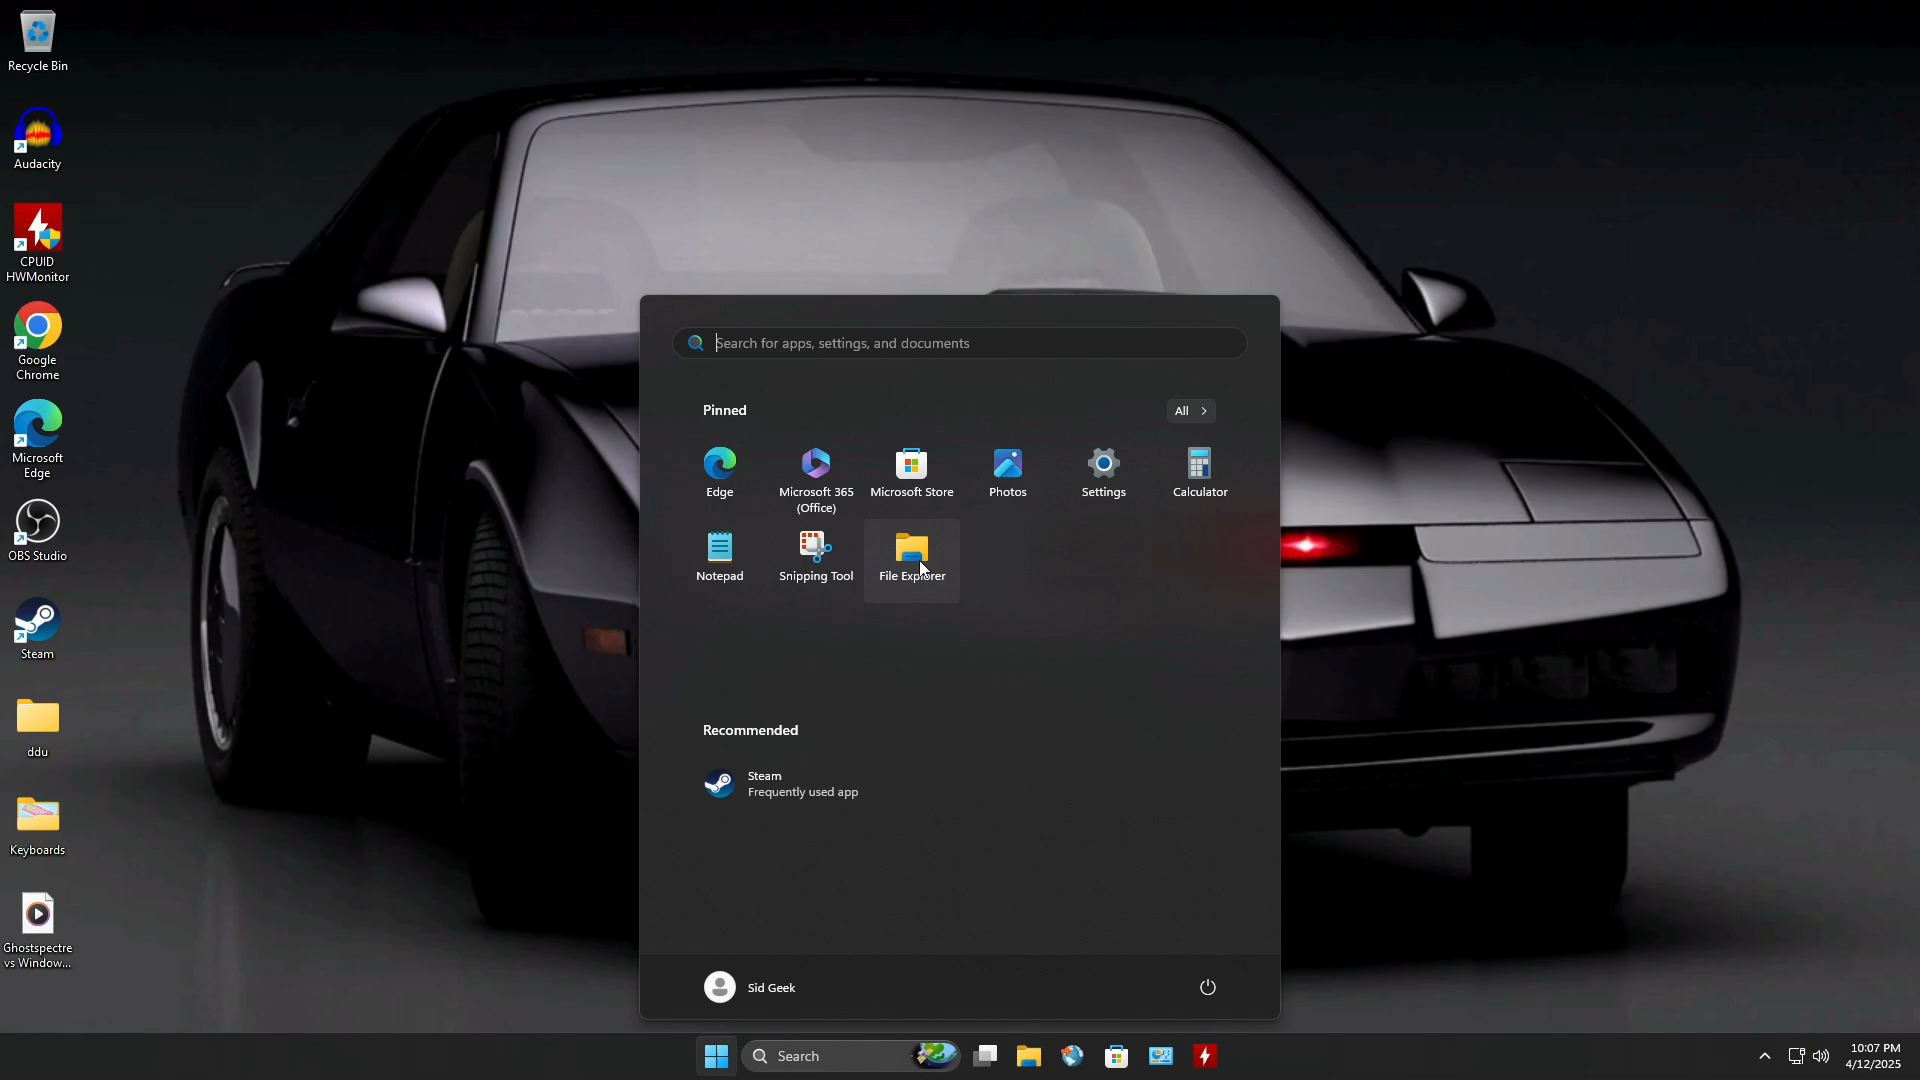 Recycle Bin
Audacity
CPUID
HWMonitor
Google
Chrome
Microsoft
Edge
OBS Studio
Steam
ddu
Keyboards
Ghostspectre
vs Window...
Search for apps, settings, and documents
Pinned
All
Edge
Microsoft 365
(Office)
Microsoft Store
Photos
Settings
Calculator
Notepad
Snipping Tool
File Explorer
Recommended
Steam
Frequently used app
Sid Geek
Search
10:07 PM
4/12/2025